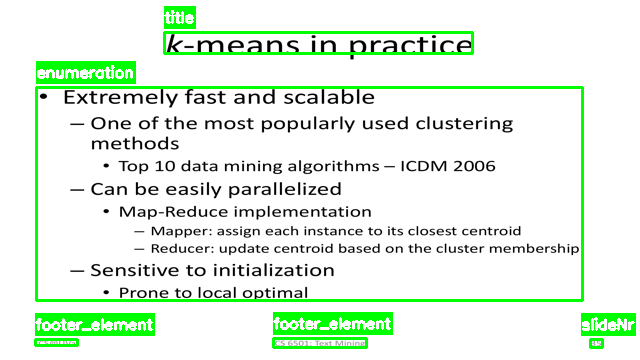 title
k-means in practice
enumeration
• Extremely fast and scalable
– One of the most popularly used clustering
methods
• Top 10 data mining algorithms – ICDM 2006
– Can be easily parallelized
• Map-Reduce implementation
– Mapper: assign each instance to its closest centroid
– Reducer: update centroid based on the cluster membership
– Sensitive to initialization
• Prone to local optimal
footer_element
footer_element
slideNr
CS 6501: Text Mining